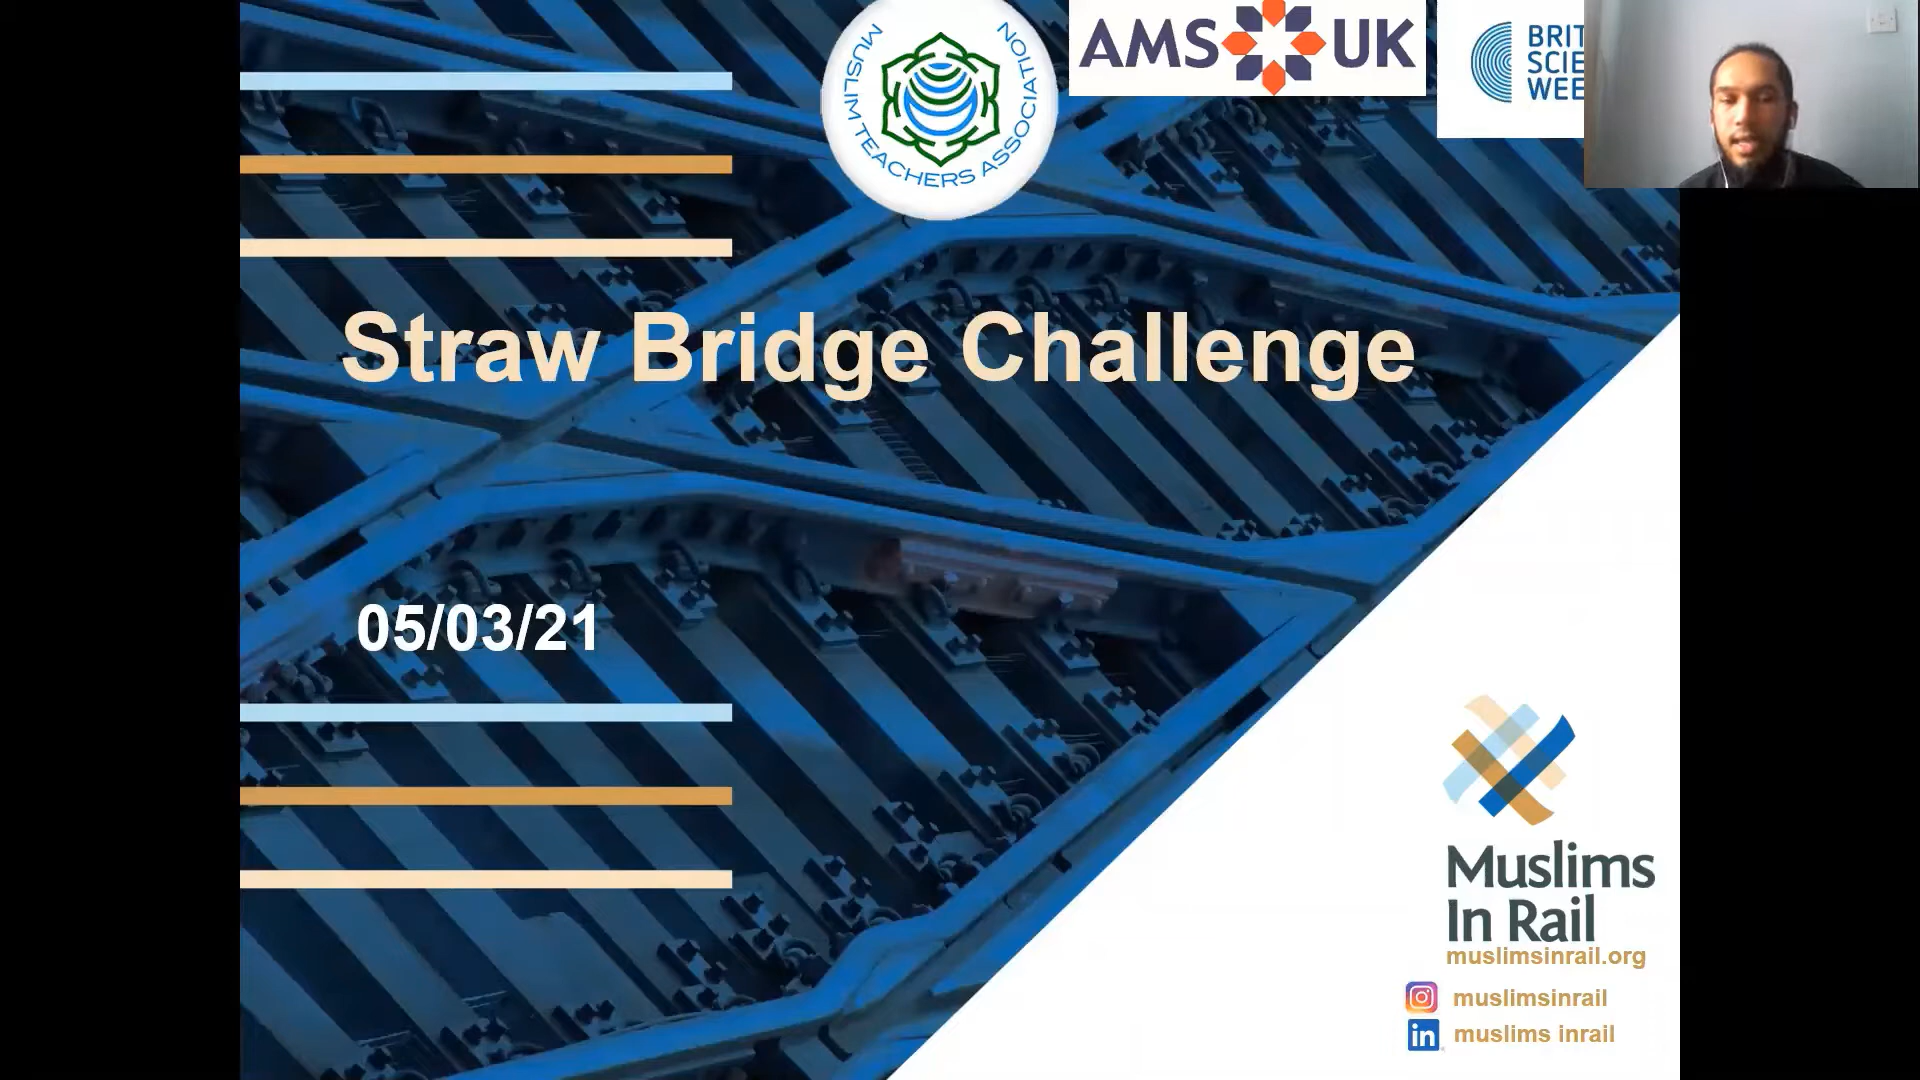 MUSLIM TEACHERS ASSOCIATION
AMS UK
BRIT
SCIE
WEE
Straw Bridge Challenge
05/03/21
Muslims
In Rail
muslimsinrail.org
muslimsinrail
in
muslims inrail